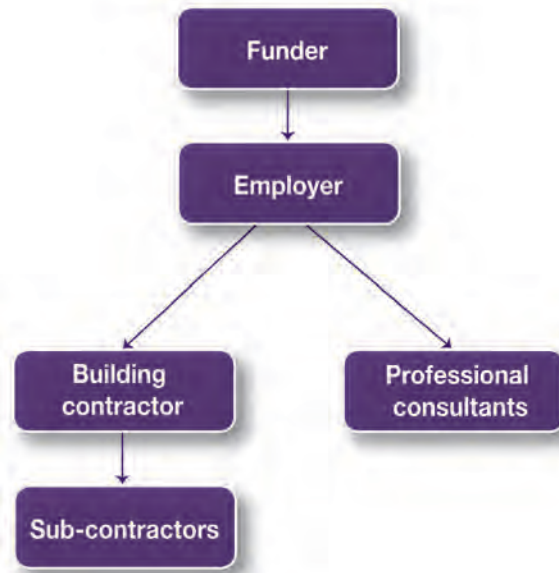 Funder
Employer
Building
contractor
Professional
consultants
Sub-contractors